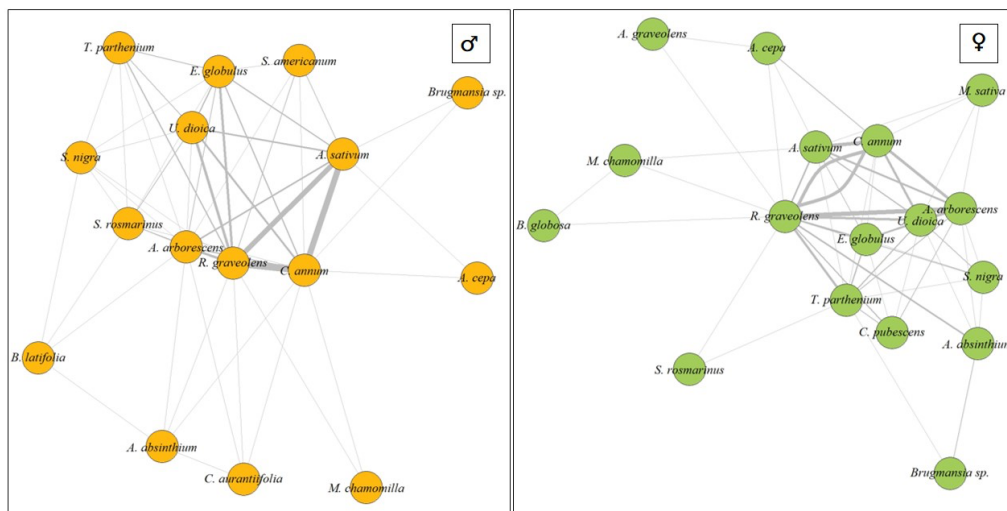 ♂
T. parthenium
E. globulus
S. americanum
Brugmansia sp.
U. dioica
A. sativum
S. nigra
S. rosmarinus
A. arborescens
R. graveolens
C. annum
A. cepa
B. latifolia
A. absinthium
C. aurantiifolia
M. chamomilla
♀
A. graveolens
A. cepa
M. sativa
C. annum
A. sativum
M. chamomilla
B. globosa
R. graveolens
A. arborescens
U. dioica
E. globulus
S. nigra
T. parthenium
C. pubescens
A. absinthium
S. rosmarinus
Brugmansia sp.